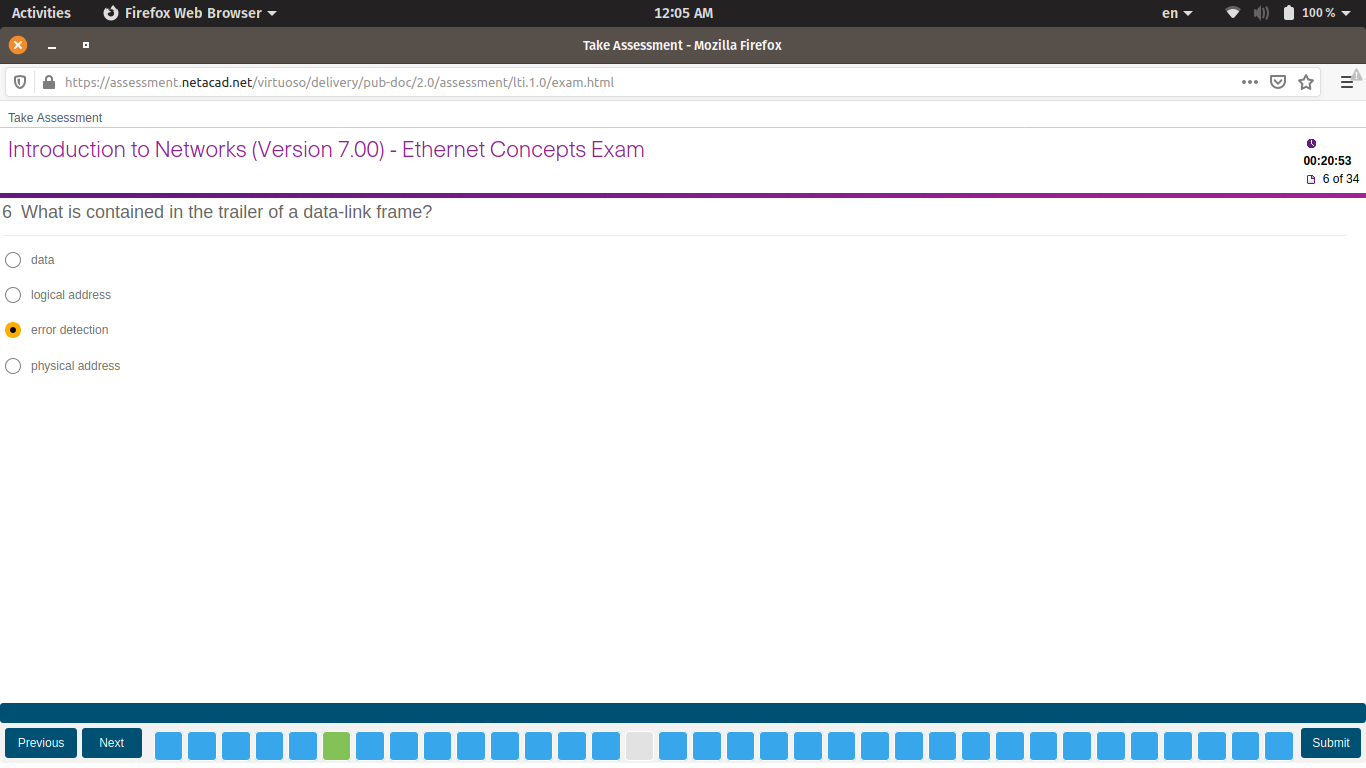 Activities Firefox Web Browser 12:05 AM en 100 %
Take Assessment - Mozilla Firefox
https://assessment.netacad.net/virtuoso/delivery/pub-doc/2.0/assessment/lti.1.0/exam.html
Take Assessment
Introduction to Networks (Version 7.00) - Ethernet Concepts Exam
00:20:53
6 of 34
6 What is contained in the trailer of a data-link frame?
data
logical address
error detection
physical address
Previous Next Submit